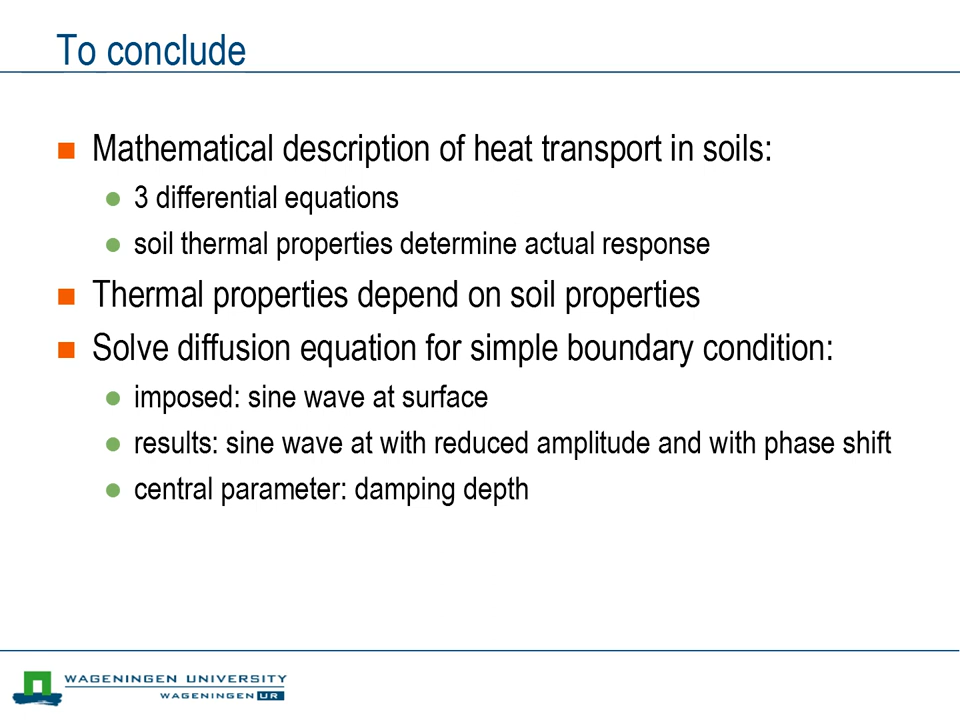 To conclude
Mathematical description of heat transport in soils:
3 differential equations
soil thermal properties determine actual response
Thermal properties depend on soil properties
Solve diffusion equation for simple boundary condition:
imposed: sine wave at surface
results: sine wave at with reduced amplitude and with phase shift
central parameter: damping depth
WAGENINGEN UNIVERSITY
WAGENINGEN UR